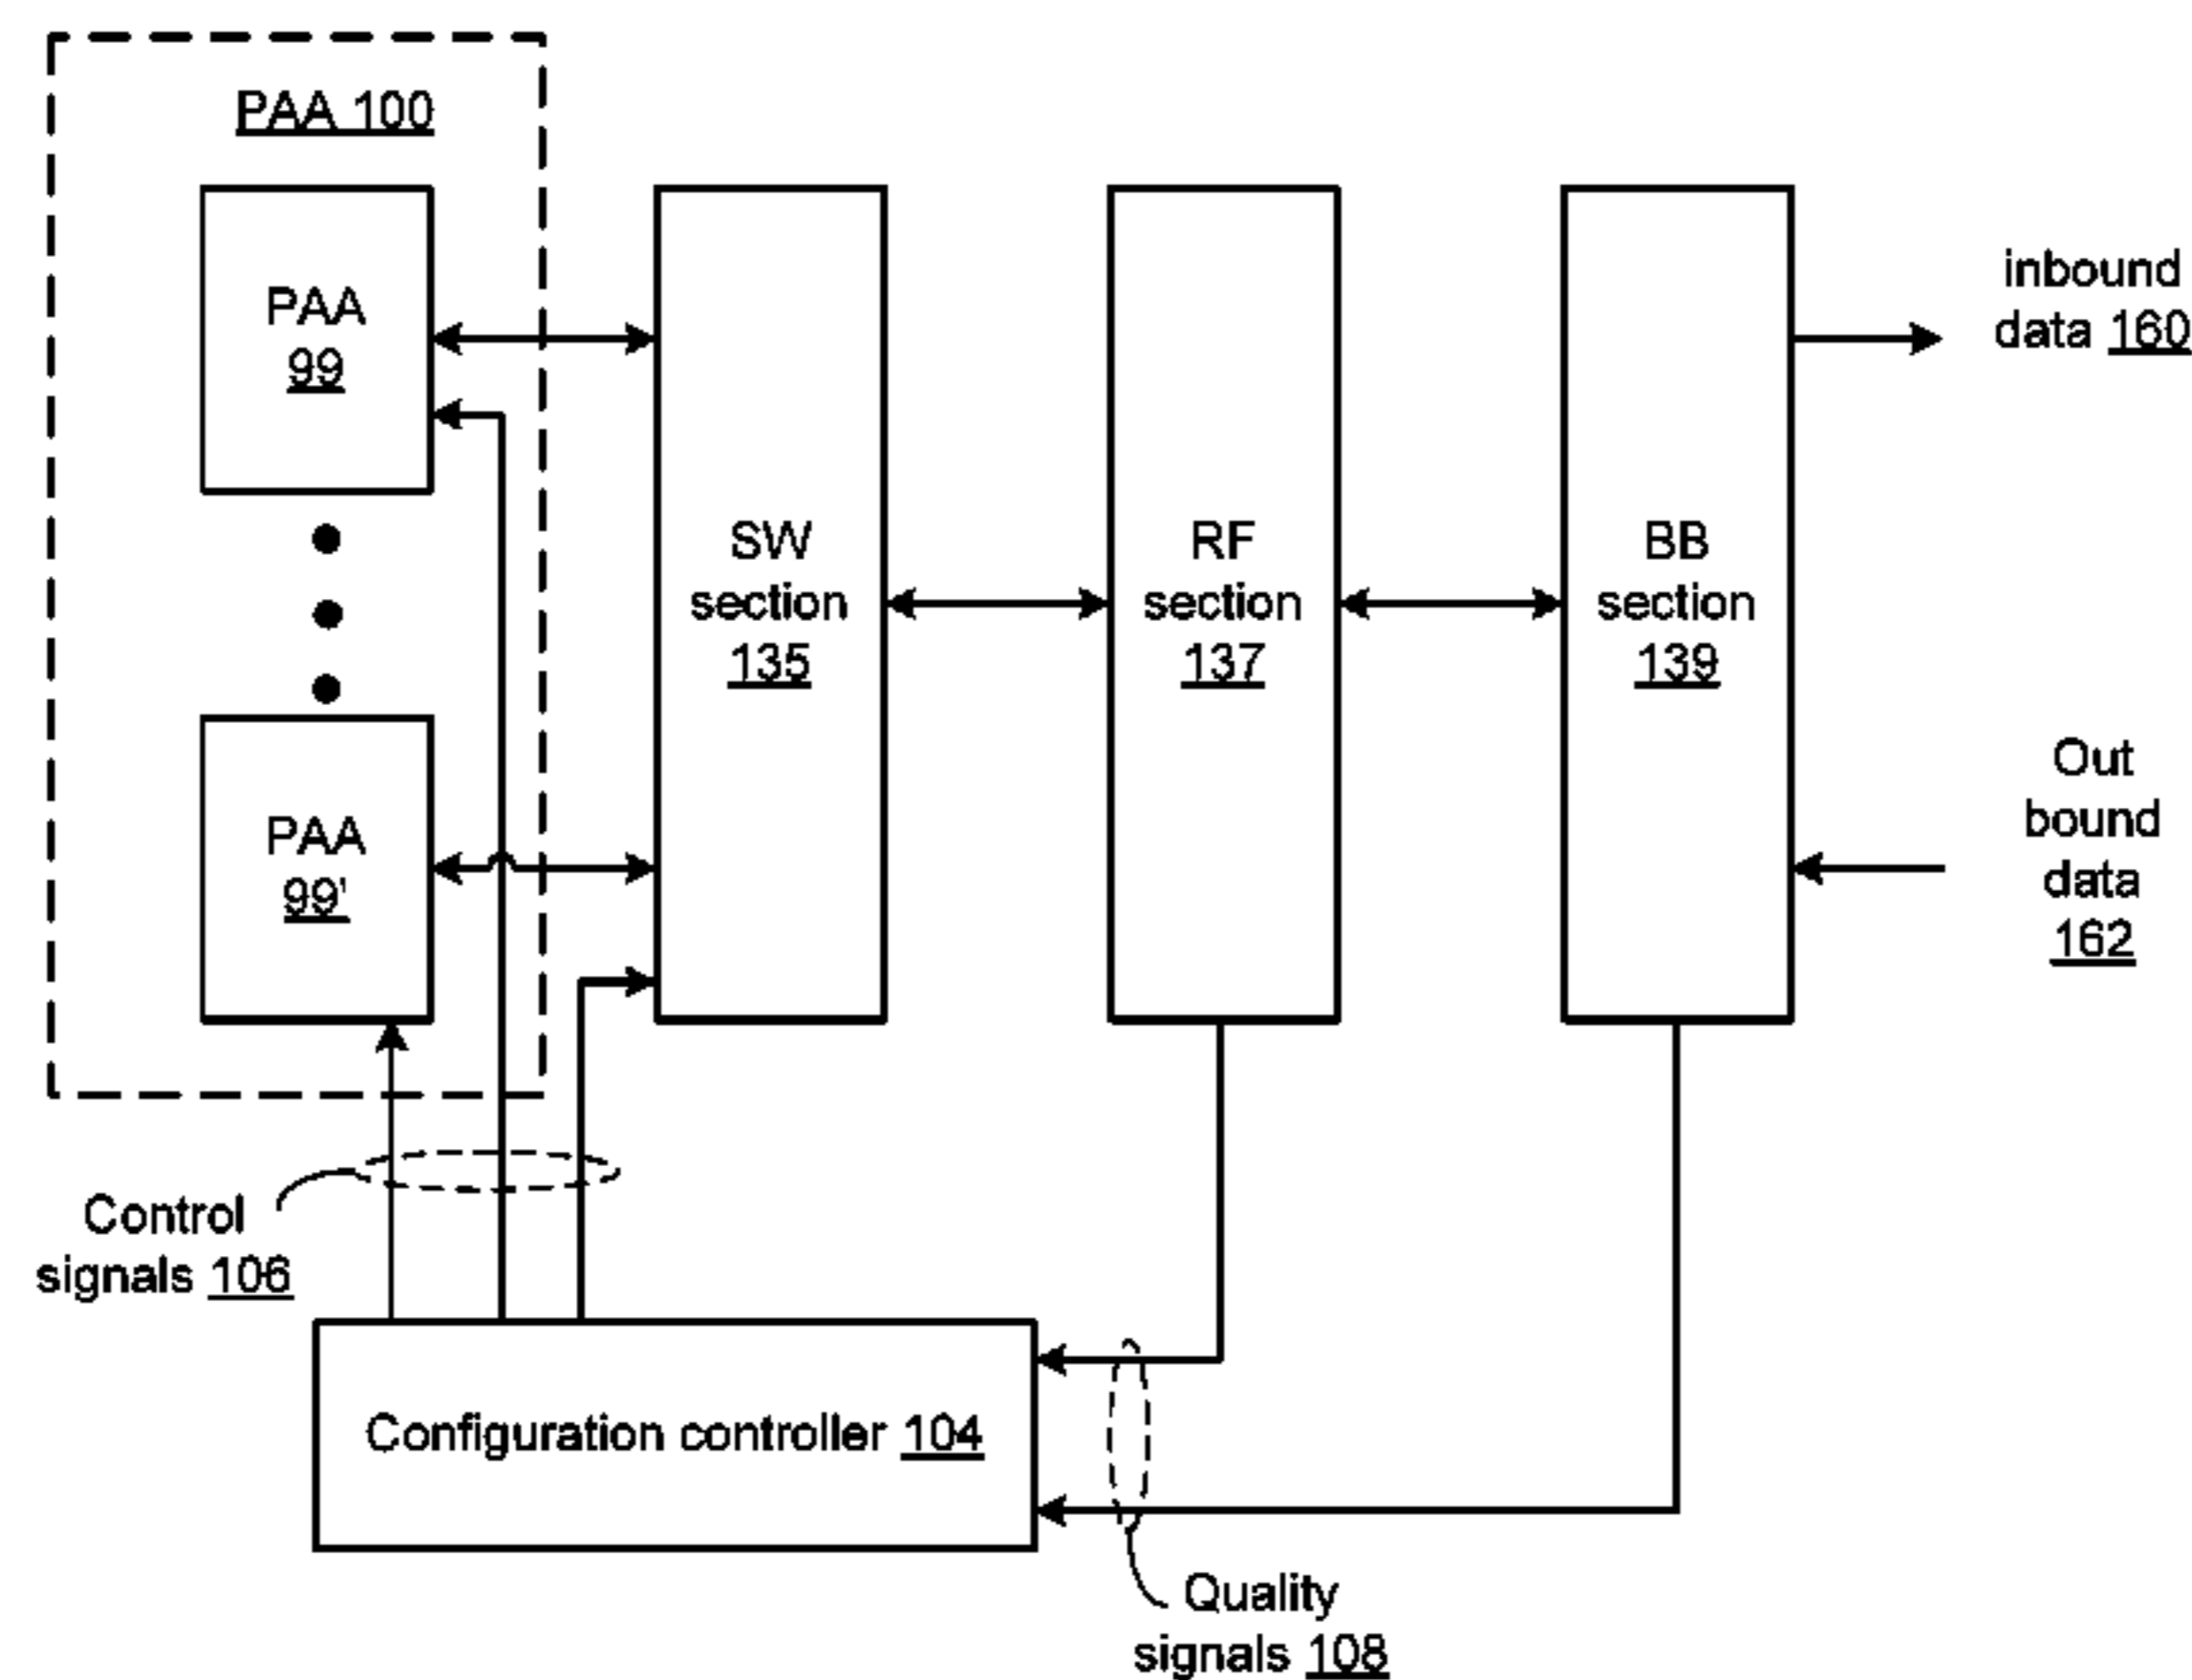 PAA 100
PAA
99
PAA
99'
SW
section
135
RF
section
137
BB
section
139
inbound
data 160
Out
bound
data
162
Control
signals 106
Configuration controller 104
Quality
signals 108